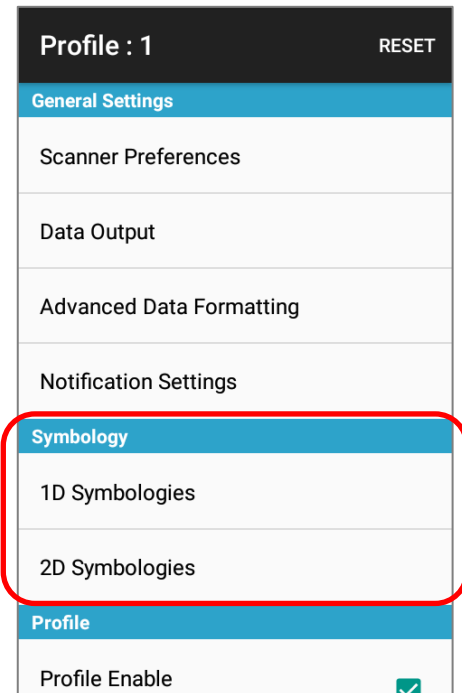 Profile : 1 RESET
General Settings
Scanner Preferences
Data Output
Advanced Data Formatting
Notification Settings
Symbology
1D Symbologies
2D Symbologies
Profile
Profile Enable